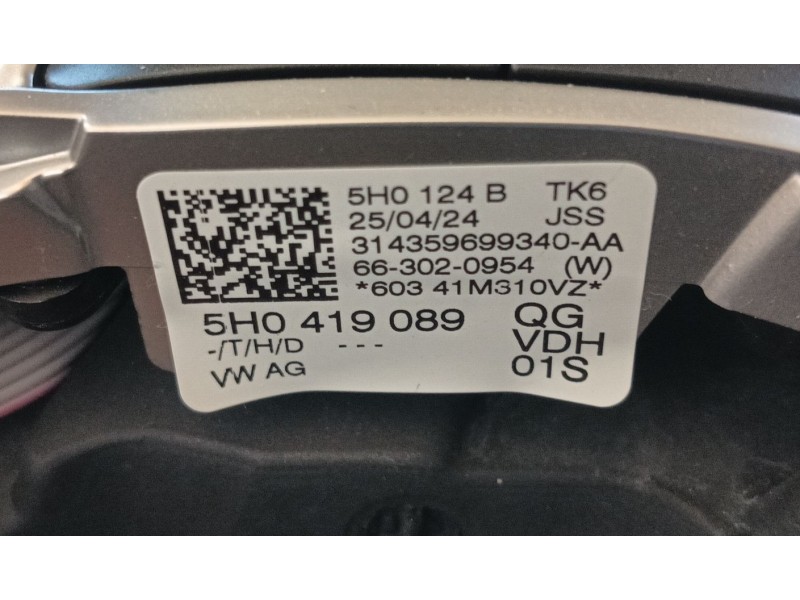 5H0 124 B TK6
25/04/24 JSS
314359699340-AA
66-302-0954 (W)
*603 41M310VZ*
5H0 419 089 QG
-/T/H/D --- VDH
VW AG 01S